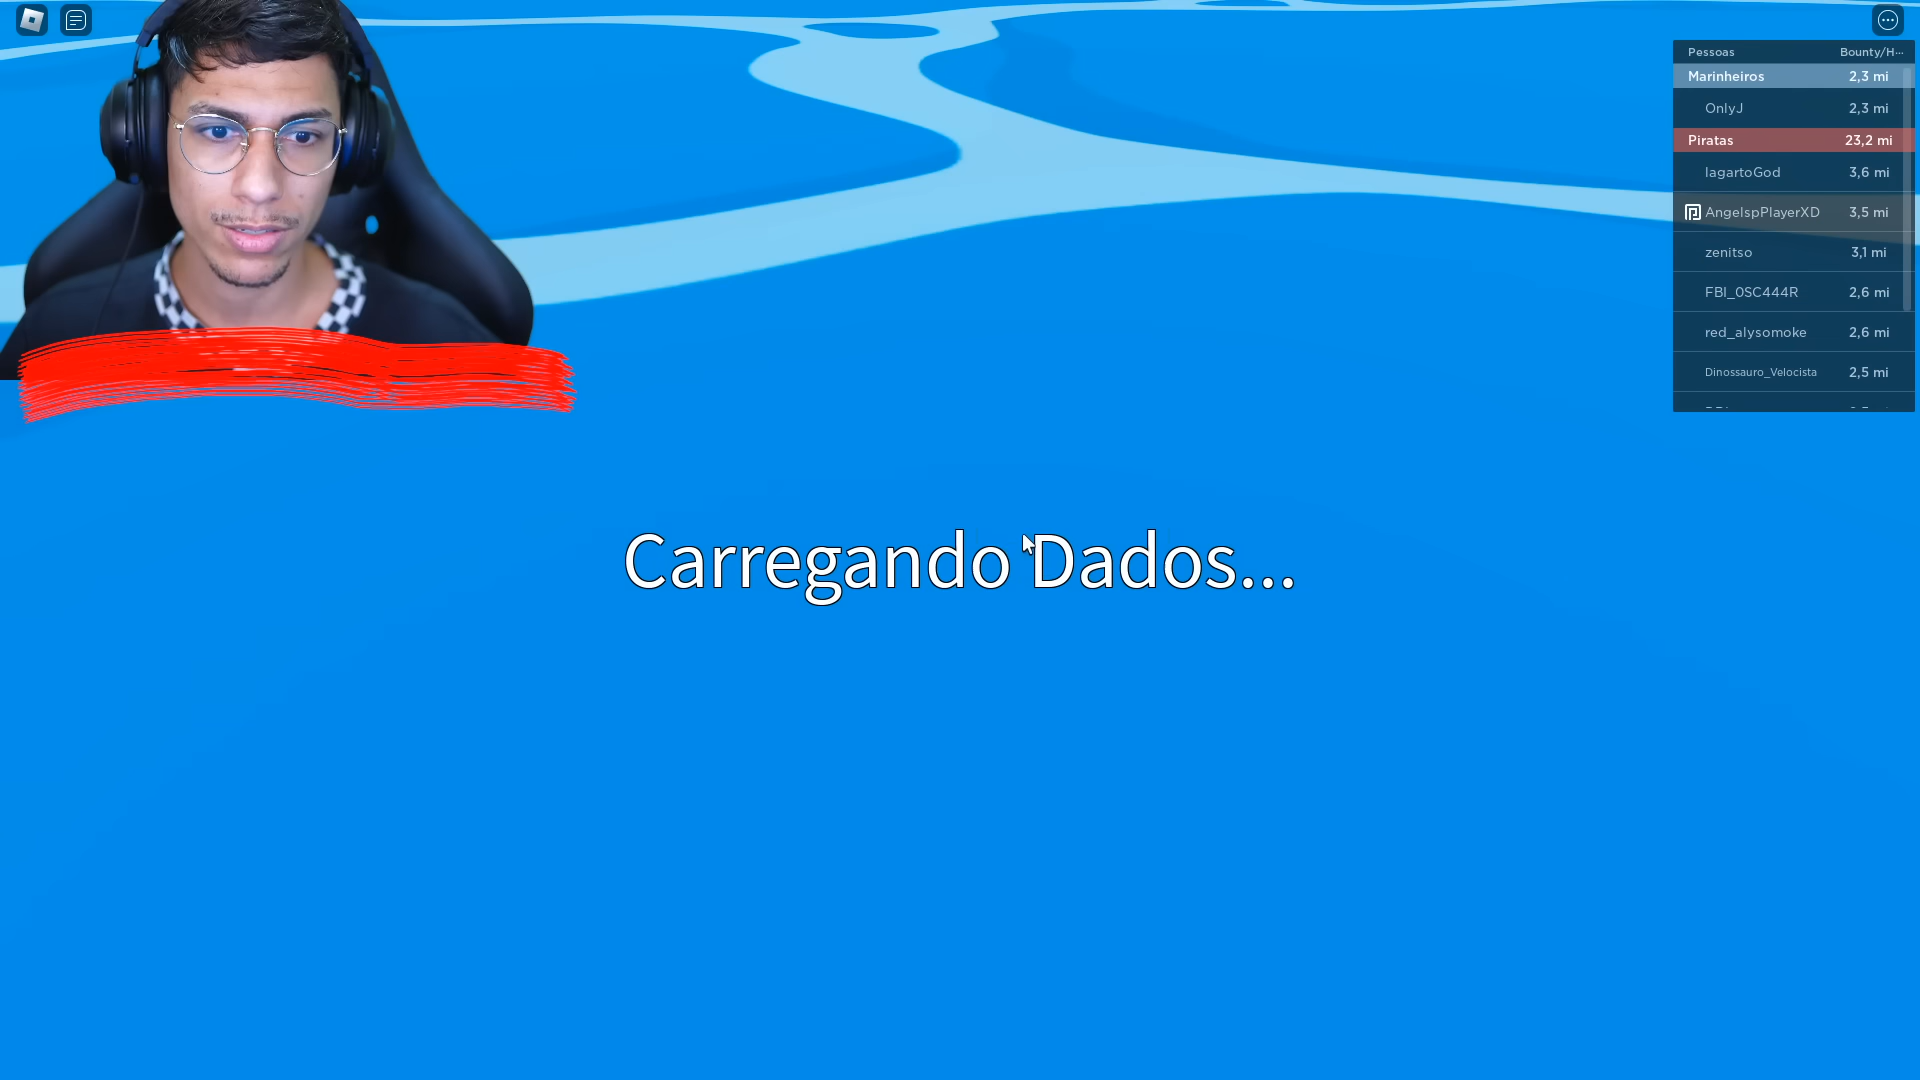 Pessoas Bounty/H...
Marinheiros 2,3 mi
OnlyJ 2,3 mi
Piratas 23,2 mi
lagartoGod 3,6 mi
AngelspPlayerXD 3,5 mi
zenitso 3,1 mi
FBI_0SC444R 2,6 mi
red_alysomoke 2,6 mi
Dinossauro_Velocista 2,5 mi
Carregando Dados...